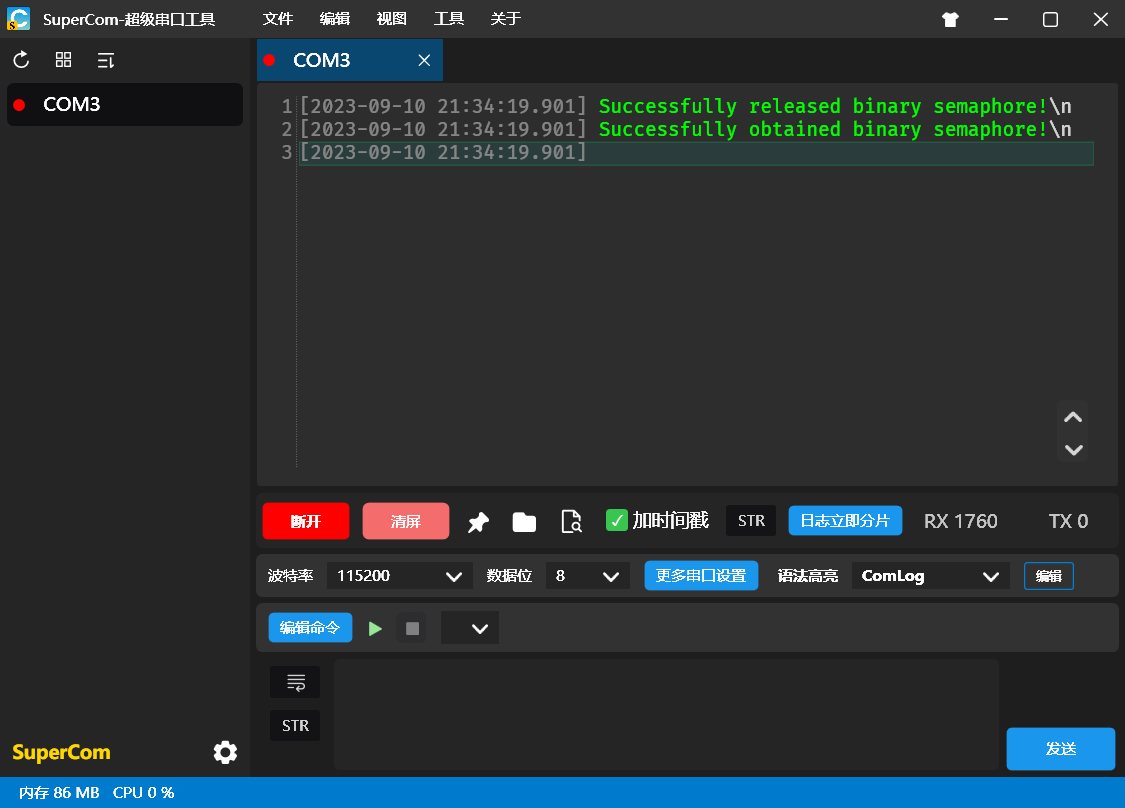 SuperCom-超级串口工具 文件 编辑 视图 工具 关于
COM3
COM3
1 [2023-09-10 21:34:19.901] Successfully released binary semaphore!\n
2 [2023-09-10 21:34:19.901] Successfully obtained binary semaphore!\n
3 [2023-09-10 21:34:19.901]
断开 清屏 加时间戳 STR 日志立即分片 RX 1760 TX 0
波特率 115200 数据位 8 更多串口设置 语法高亮 ComLog 编辑
编辑命令
STR
发送
SuperCom
内存 86 MB CPU 0 %